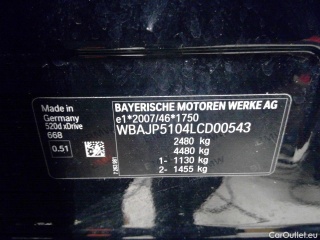 Made in
Germany
520d xDrive
668
0.51
BAYERISCHE MOTOREN WERKE AG
e1*2007/46*1750
WBAJP5104LCD00543
2480 kg
4480 kg
1- 1130 kg
2- 1455 kg
CarOutlet.eu